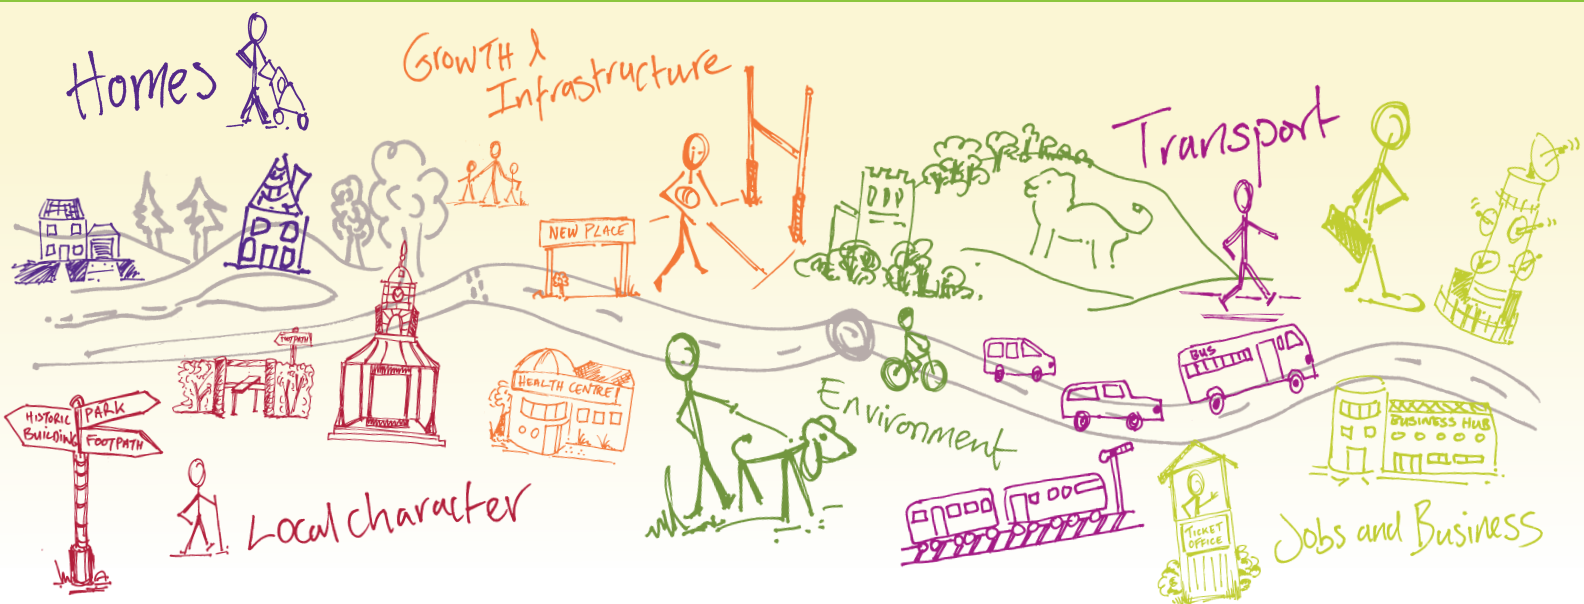 Homes
Growth &
Infrastructure
Transport
NEW PLACE
FOOTPATH
HISTORIC
BUILDING
PARK
FOOTPATH
HEALTH CENTRE
Environment
BUS
BUSINESS HUB
Local character
TICKET
OFFICE
Jobs and Business